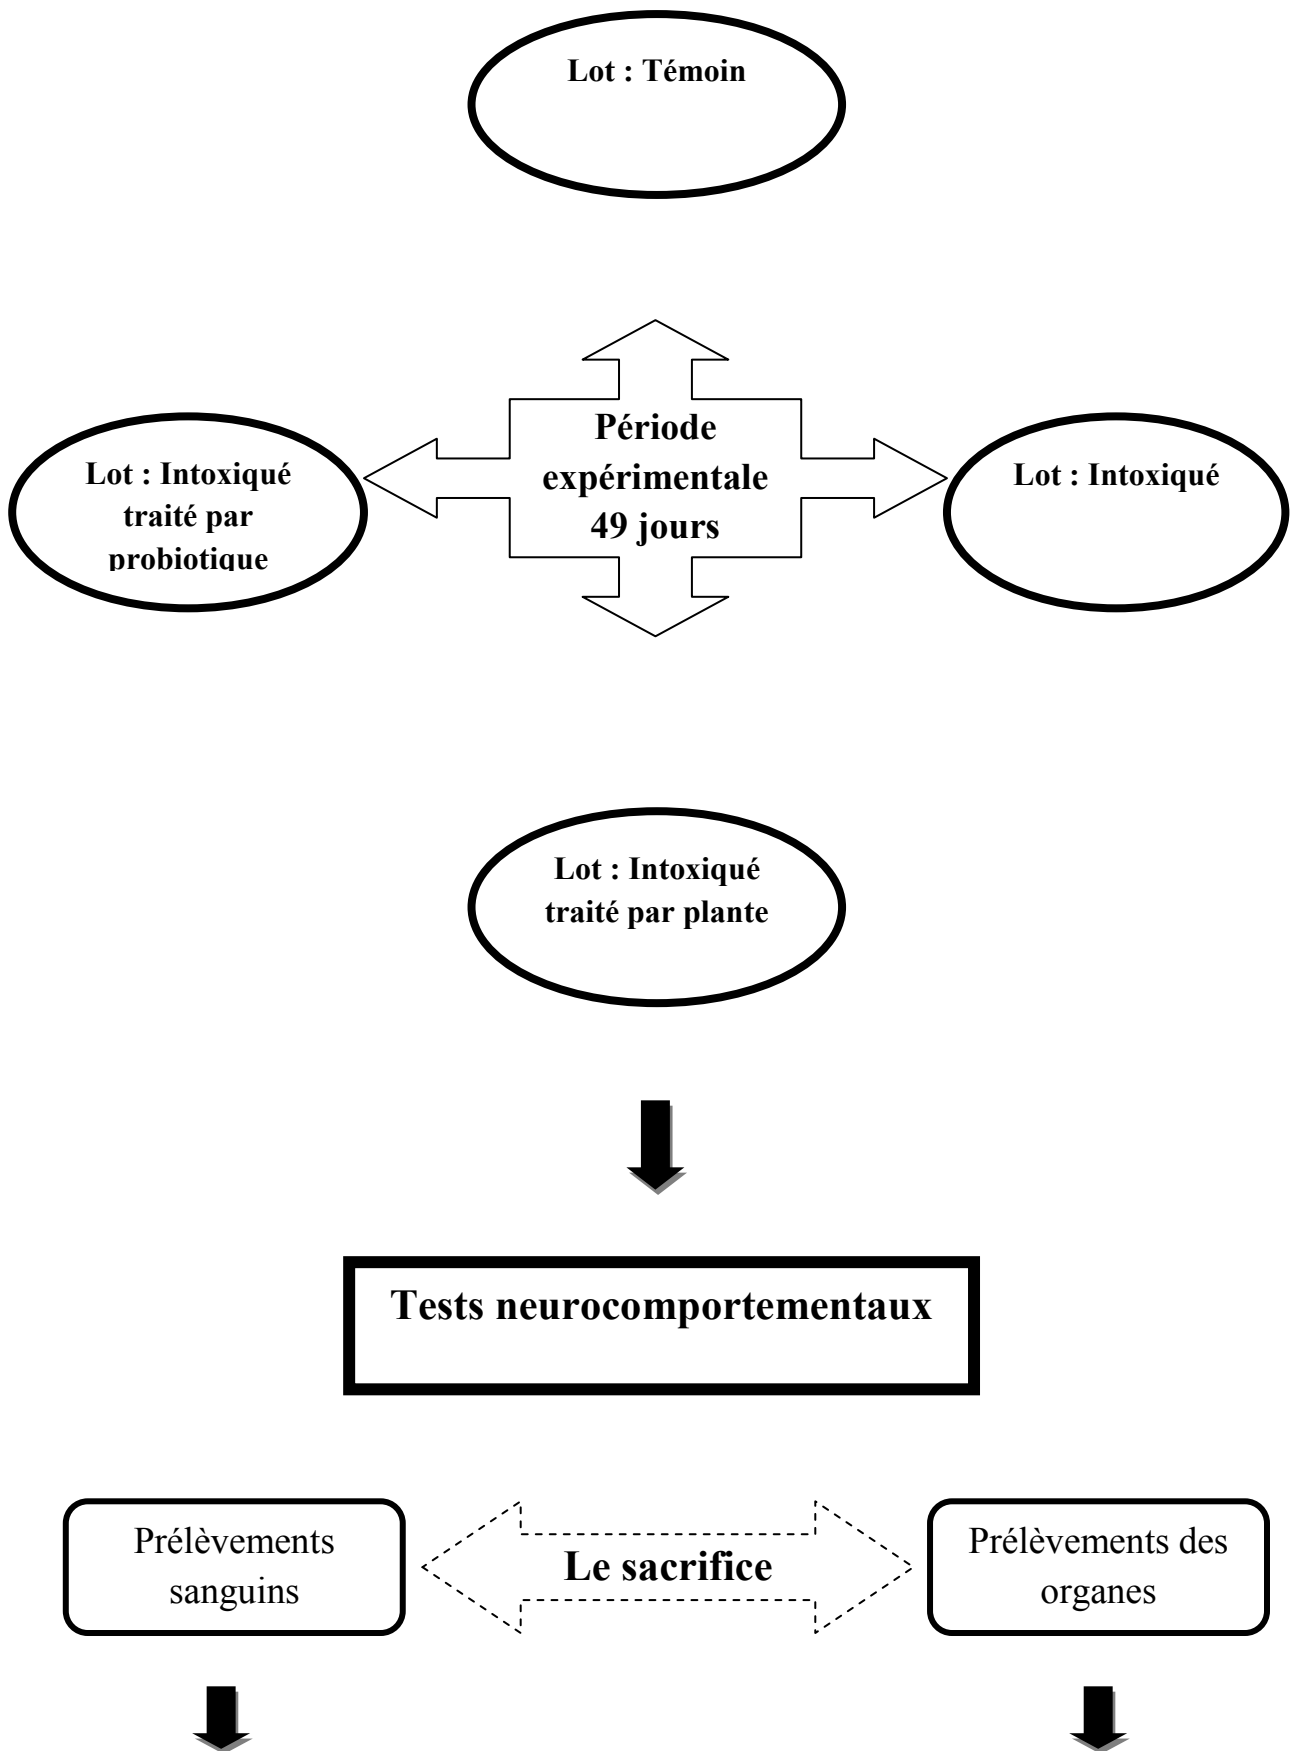 Lot : Témoin
Période
expérimentale
49 jours
Lot : Intoxiqué
traité par
probiotique
Lot : Intoxiqué
Lot : Intoxiqué
traité par plante
Tests neurocomportementaux
Prélèvements
sanguins
Le sacrifice
Prélèvements des
organes